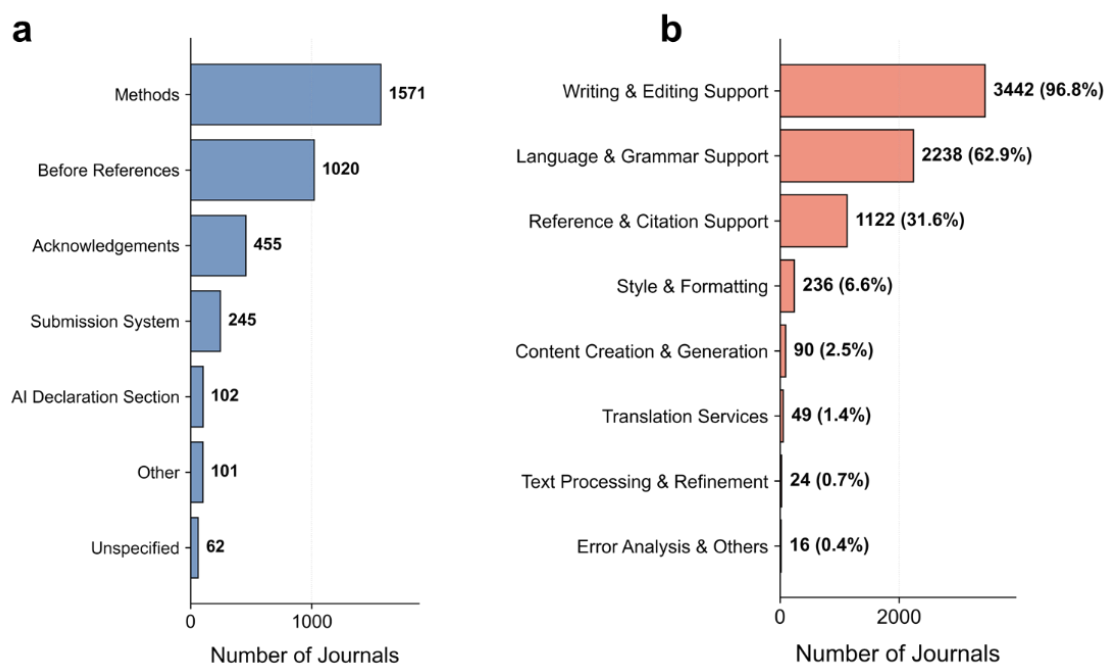 a
Methods 1571
Before References 1020
Acknowledgements 455
Submission System 245
AI Declaration Section 102
Other 101
Unspecified 62
0 1000
Number of Journals
b
Writing & Editing Support 3442 (96.8%)
Language & Grammar Support 2238 (62.9%)
Reference & Citation Support 1122 (31.6%)
Style & Formatting 236 (6.6%)
Content Creation & Generation 90 (2.5%)
Translation Services 49 (1.4%)
Text Processing & Refinement 24 (0.7%)
Error Analysis & Others 16 (0.4%)
0 2000
Number of Journals